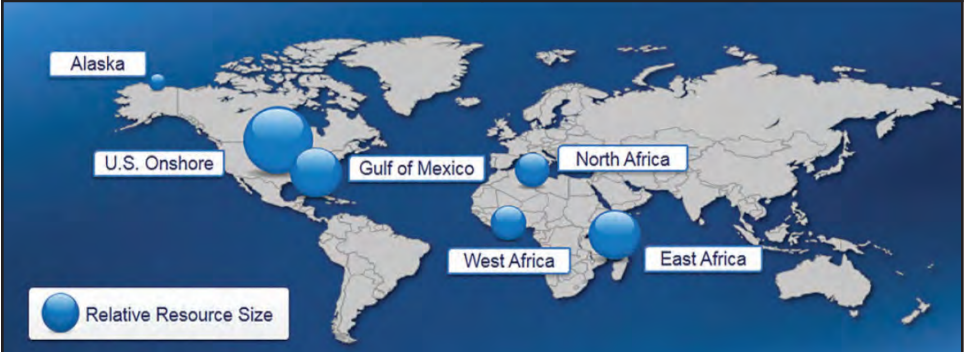 Alaska
U.S. Onshore
Gulf of Mexico
North Africa
West Africa
East Africa
Relative Resource Size